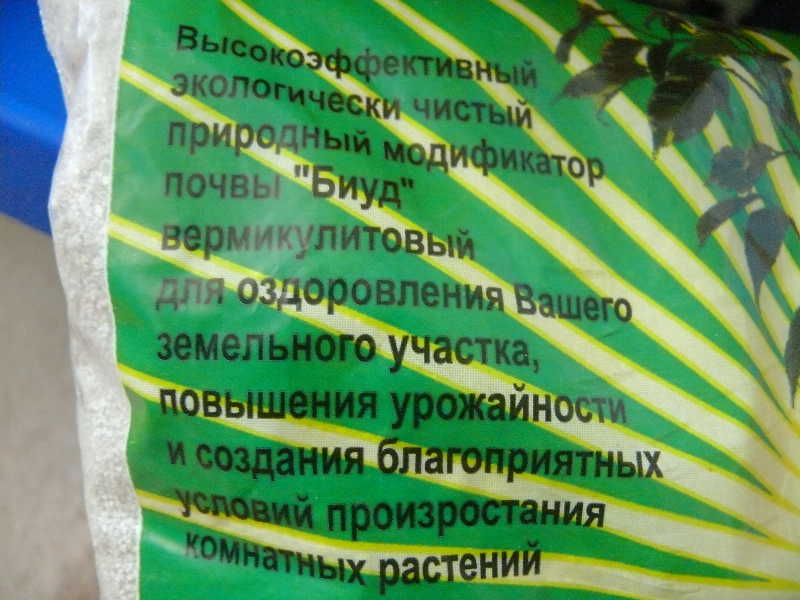 Высокоэффективный
экологически чистый
природный модификатор
почвы "Биуд"
вермикулитовый
для оздоровления Вашего
земельного участка,
повышения урожайности
и создания благоприятных
условий произростания
комнатных растений